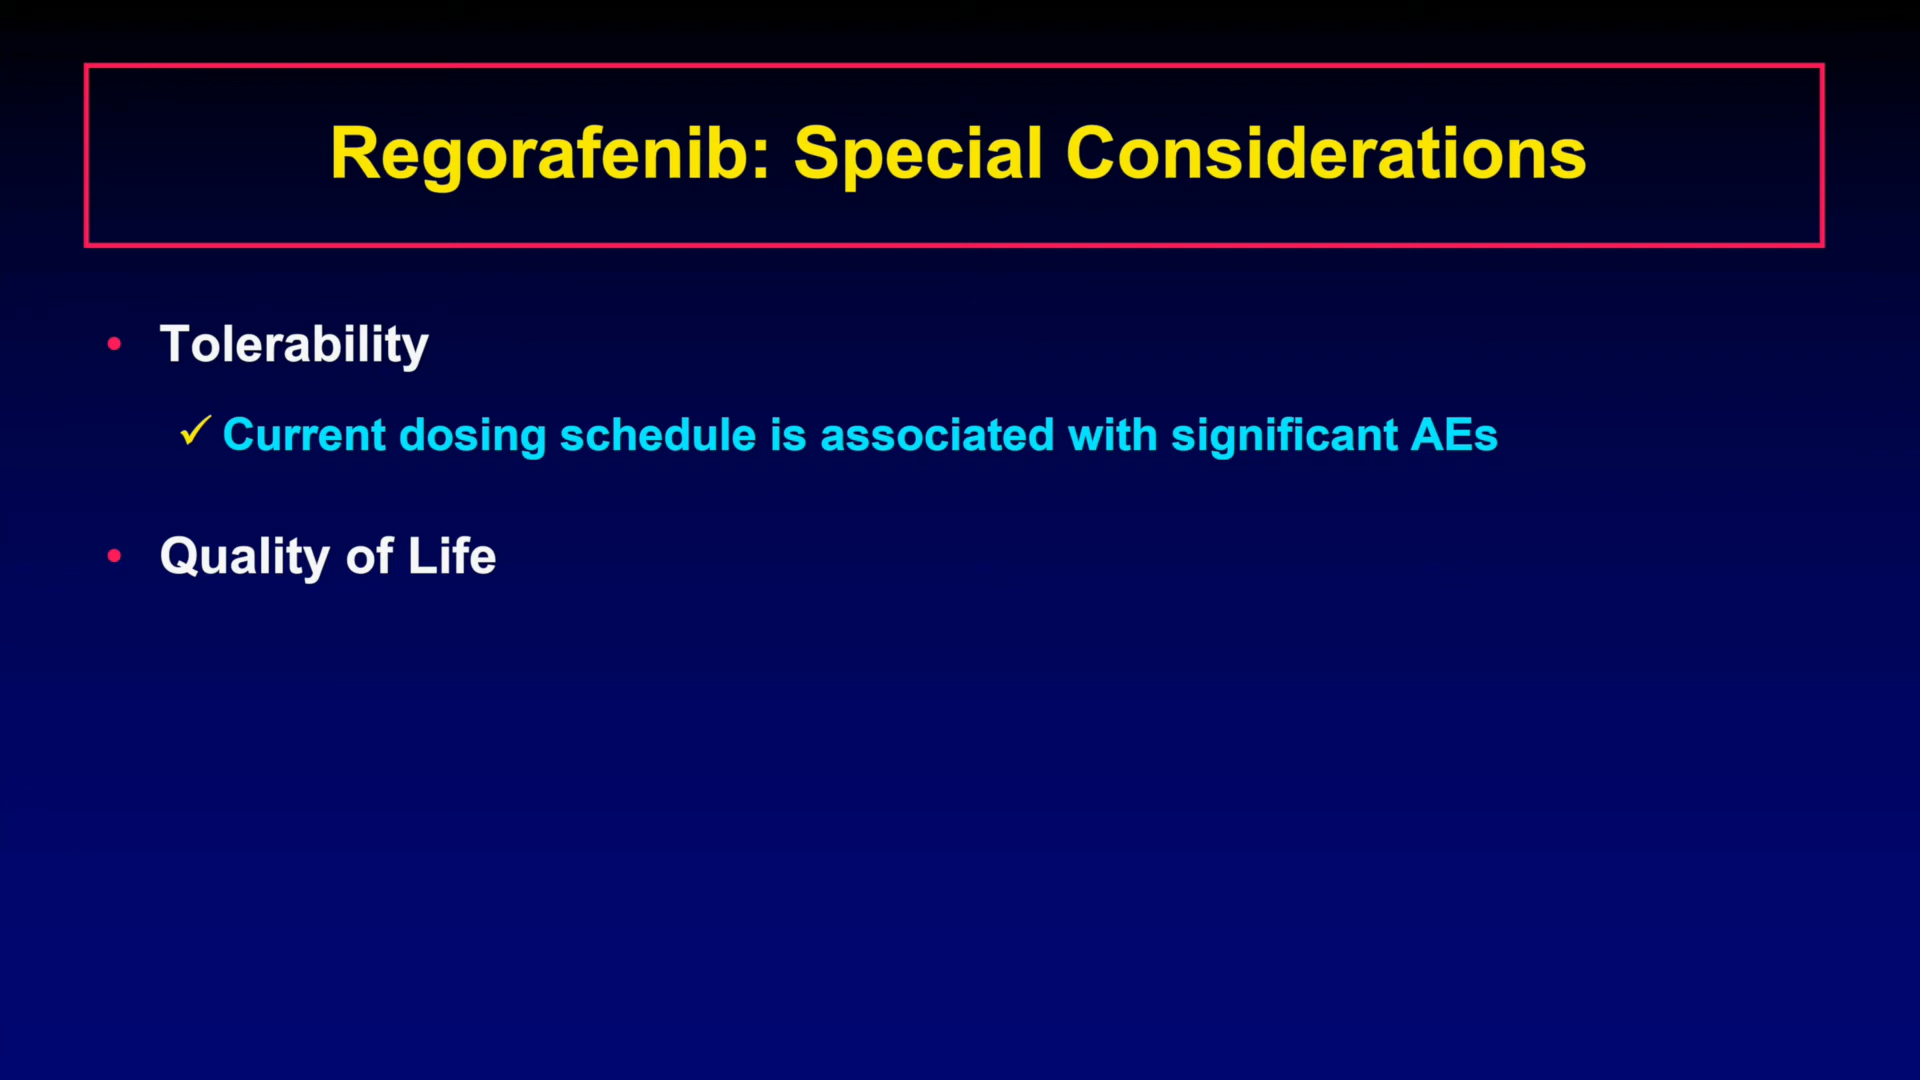 Regorafenib: Special Considerations
• Tolerability
✓ Current dosing schedule is associated with significant AEs
• Quality of Life